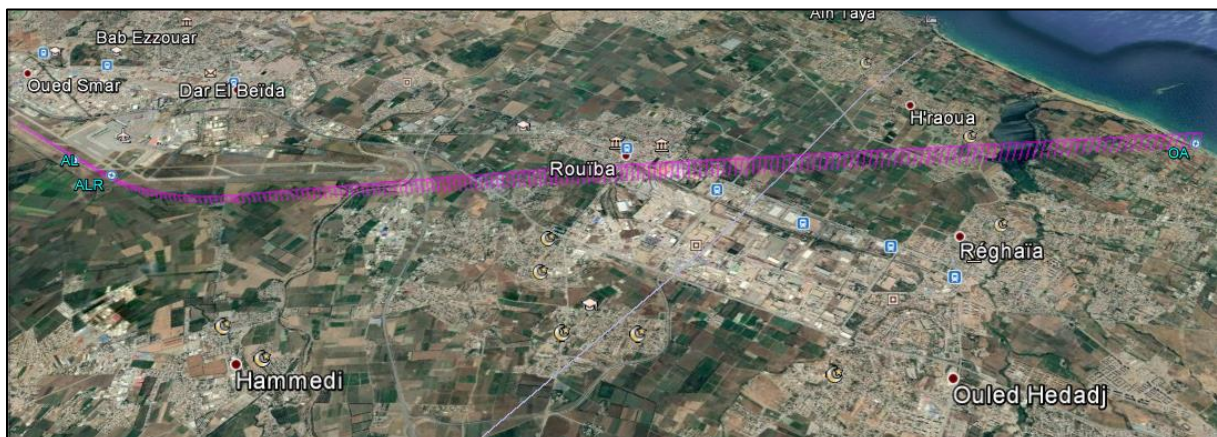 Aïn Taya
Bab Ezzouar
Oued Smar
Dar El Beïda
H'raoua
AL
ALR
Rouïba
OA
Réghaïa
Hammedi
Ouled Hedadj